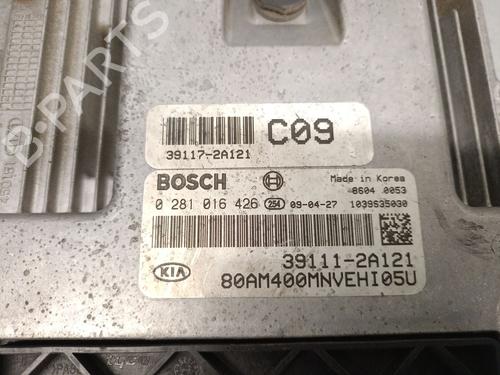 C09
39117-2A121
BOSCH Made in Korea
8604 .0053
0 281 016 426 254 09-04-27 1039S35030
39111-2A121
KIA 80AM400MNVEHI05U
B-PARTS